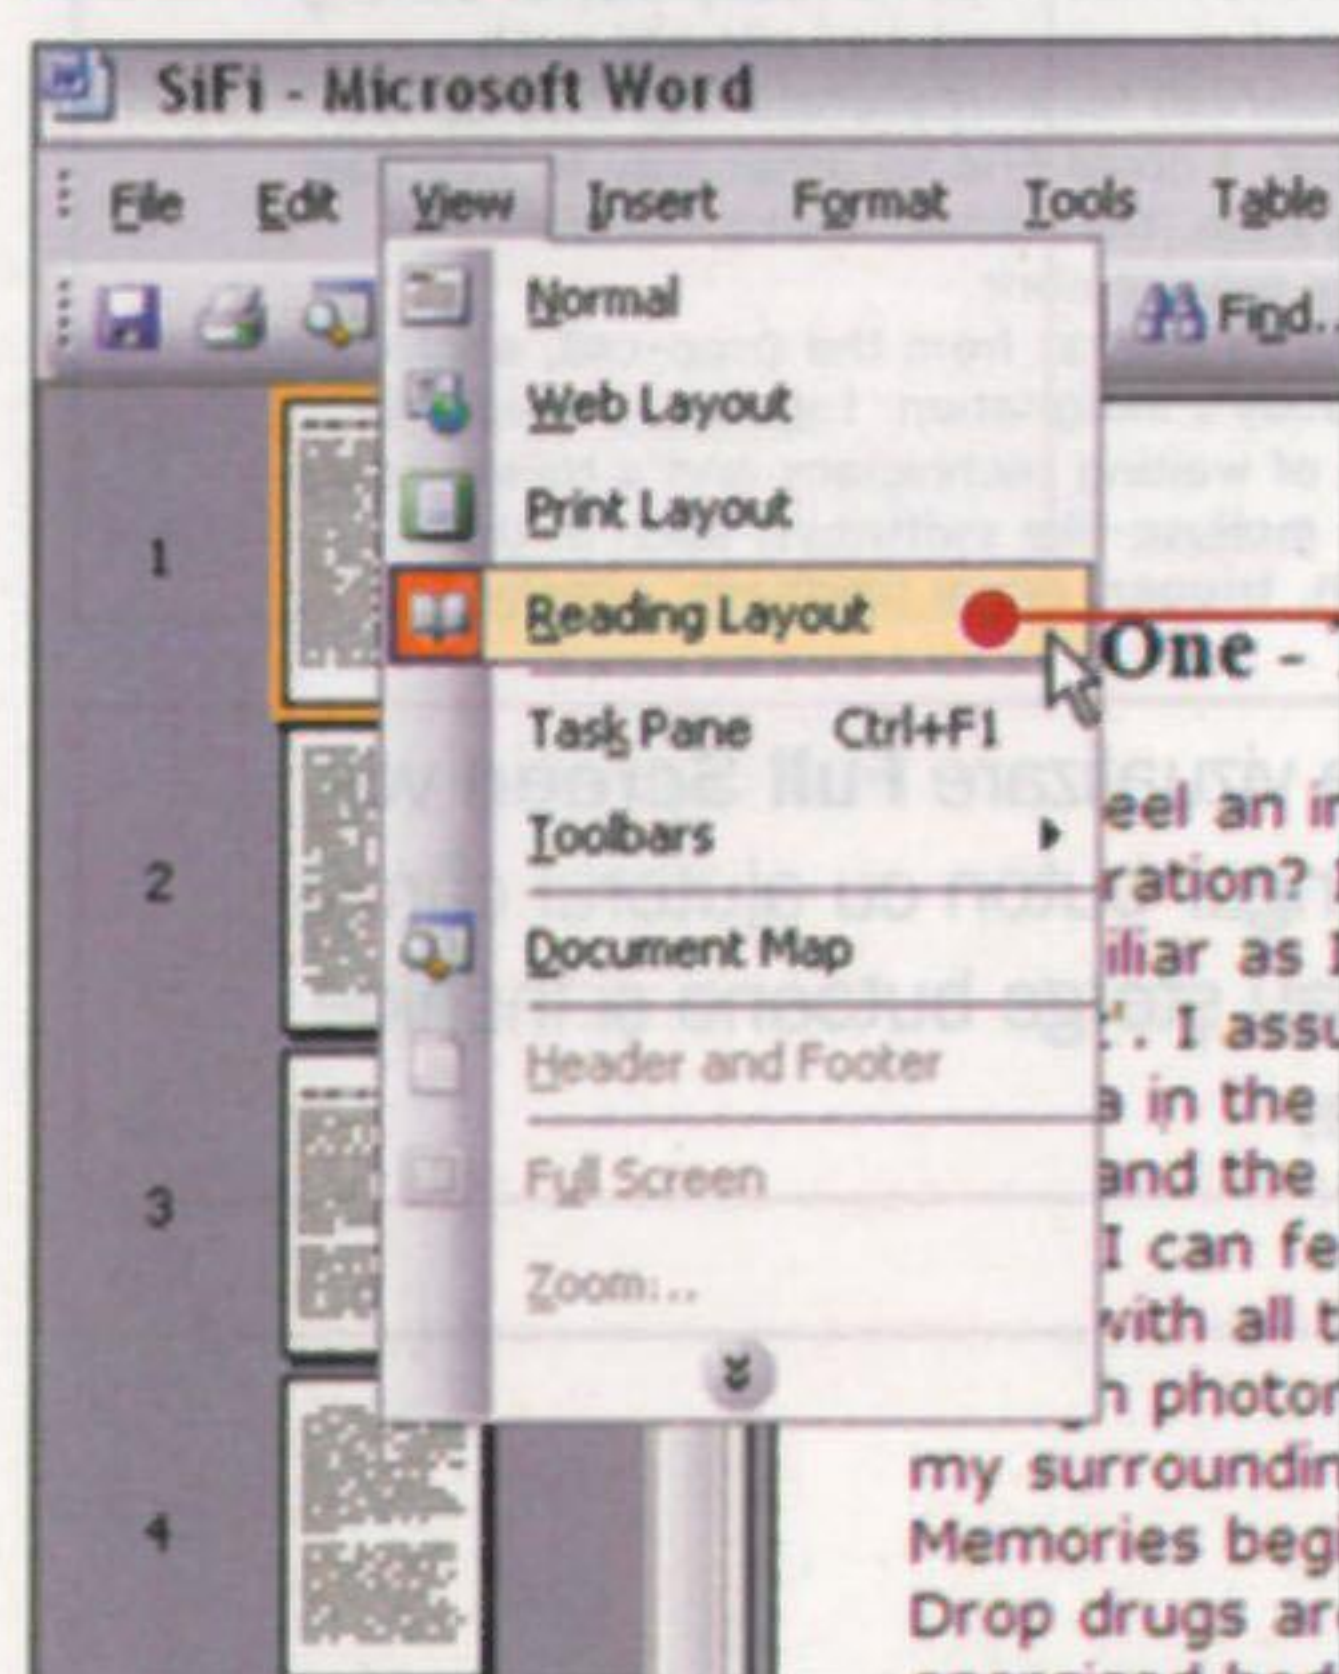 SiFi - Microsoft Word
File Edit View Insert Format Tools Table
Find...
Normal
Web Layout
Print Layout
Reading Layout
Task Pane Ctrl+F1
Toolbars
Document Map
Header and Footer
Full Screen
Zoom...
1
2
3
4
One -
eel an in
ration? I
iliar as I
'. I assu
a in the
and the
I can fe
with all t
n photon
my surroundin
Memories beg
Drop drugs ar